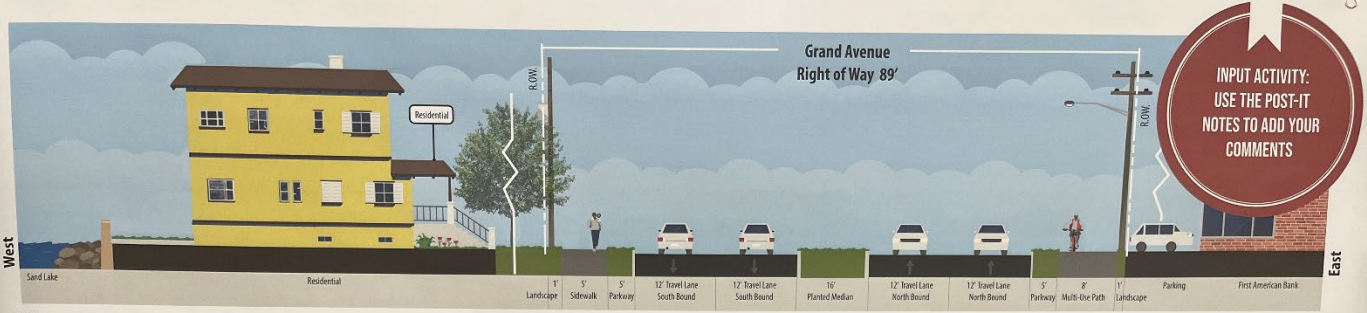 Grand Avenue
Right of Way 89'
R.O.W.
R.O.W.
Residential
INPUT ACTIVITY:
USE THE POST-IT
NOTES TO ADD YOUR
COMMENTS
West
East
Sand Lake
Residential
1'
Landscape
5'
Sidewalk
5'
Parkway
12' Travel Lane
South Bound
12' Travel Lane
South Bound
16'
Planted Median
12' Travel Lane
North Bound
12' Travel Lane
North Bound
5'
Parkway
8'
Multi-Use Path
1'
Landscape
Parking
First American Bank